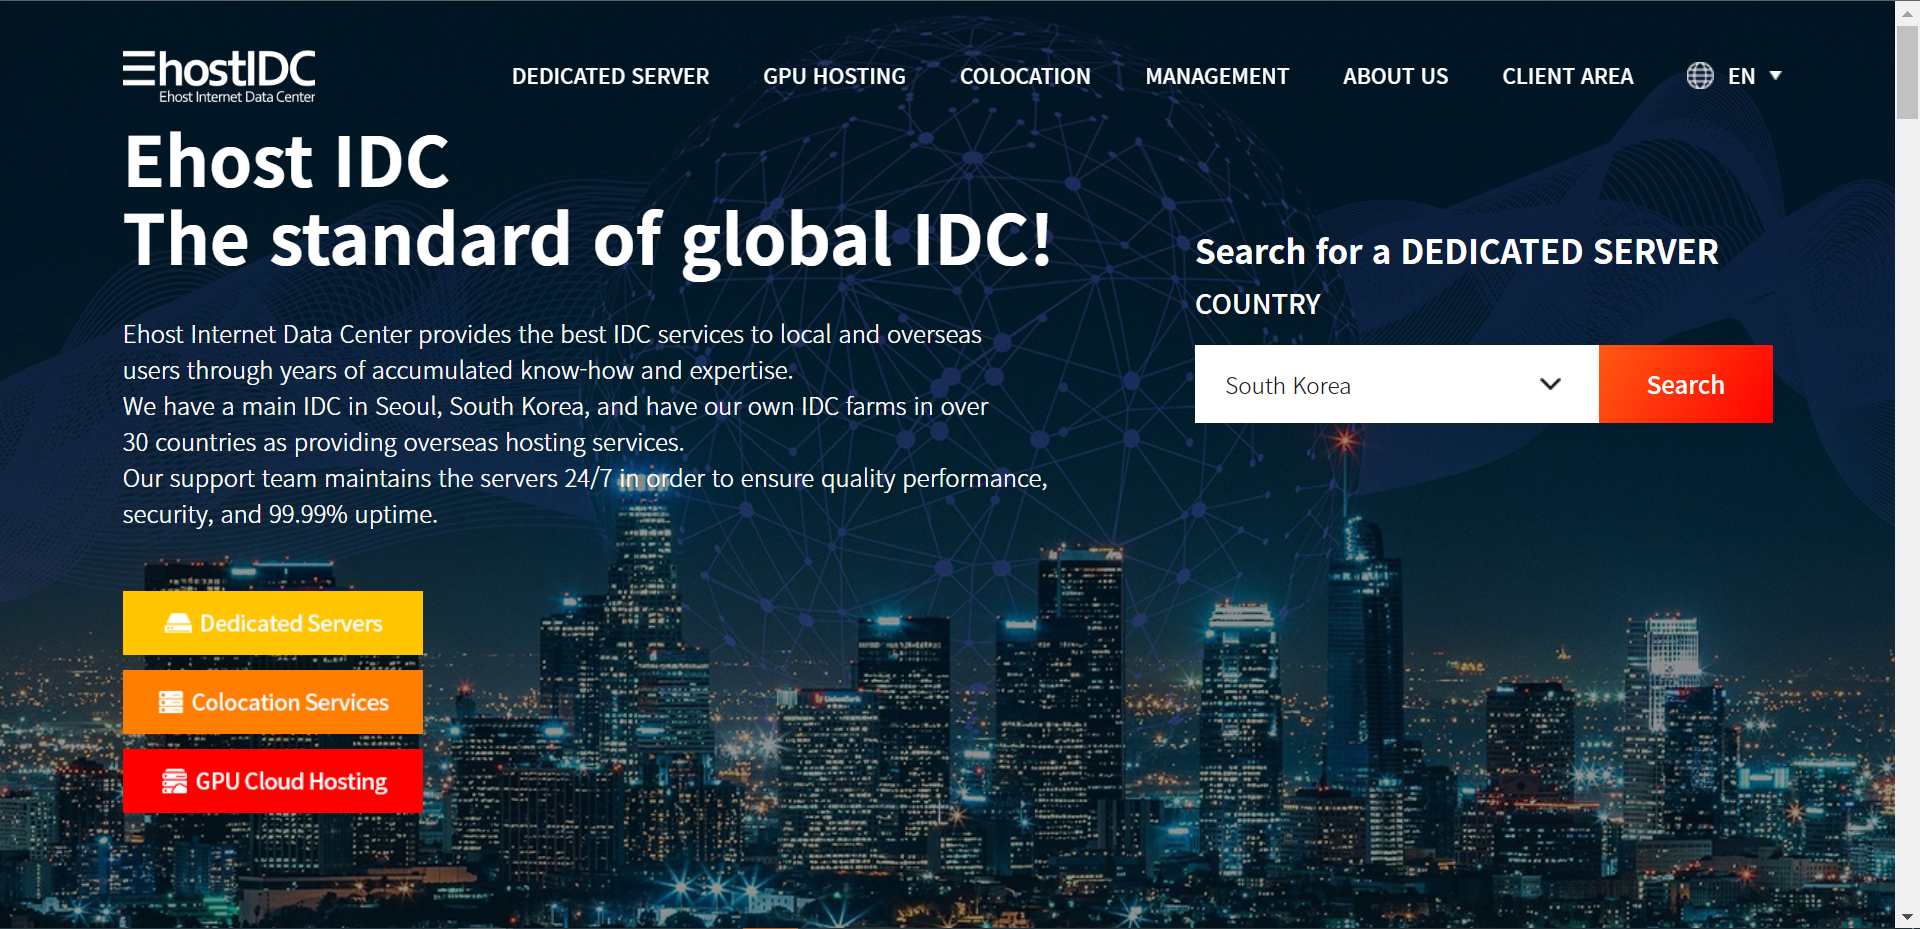 EhostIDC
Ehost Internet Data Center
DEDICATED SERVER
GPU HOSTING
COLOCATION
MANAGEMENT
ABOUT US
CLIENT AREA
EN
Ehost IDC
The standard of global IDC!
Ehost Internet Data Center provides the best IDC services to local and overseas
users through years of accumulated know-how and expertise.
We have a main IDC in Seoul, South Korea, and have our own IDC farms in over
30 countries as providing overseas hosting services.
Our support team maintains the servers 24/7 in order to ensure quality performance,
security, and 99.99% uptime.
Dedicated Servers
Colocation Services
GPU Cloud Hosting
Search for a DEDICATED SERVER
COUNTRY
South Korea
Search